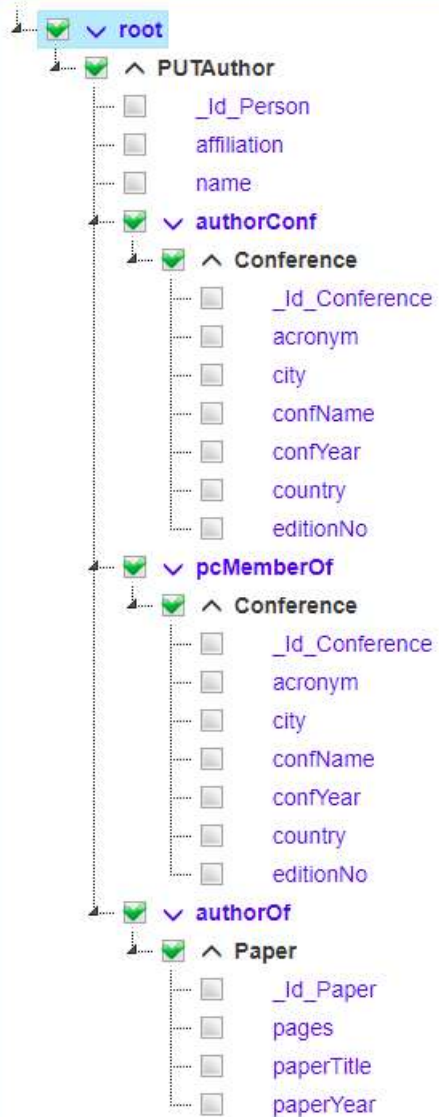 root
PUTAuthor
_Id_Person
affiliation
name
authorConf
Conference
_Id_Conference
acronym
city
confName
confYear
country
editionNo
pcMemberOf
Conference
_Id_Conference
acronym
city
confName
confYear
country
editionNo
authorOf
Paper
_Id_Paper
pages
paperTitle
paperYear